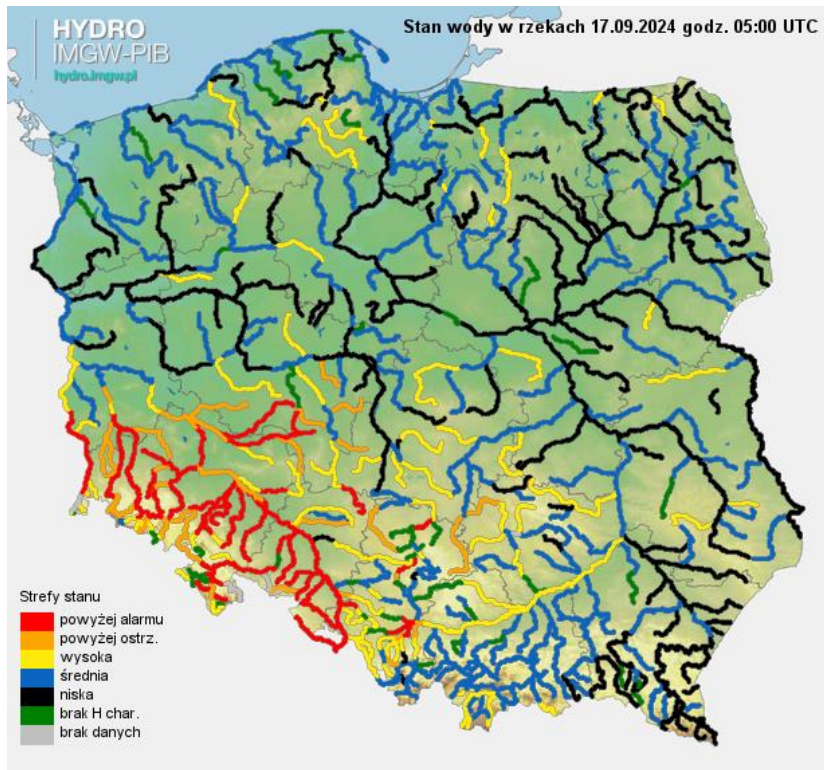 HYDRO
IMGW-PIB
hydro.imgw.pl
Stan wody w rzekach 17.09.2024 godz. 05:00 UTC
Strefy stanu
powyżej alarmu
powyżej ostrz.
wysoka
średnia
niska
brak H char.
brak danych